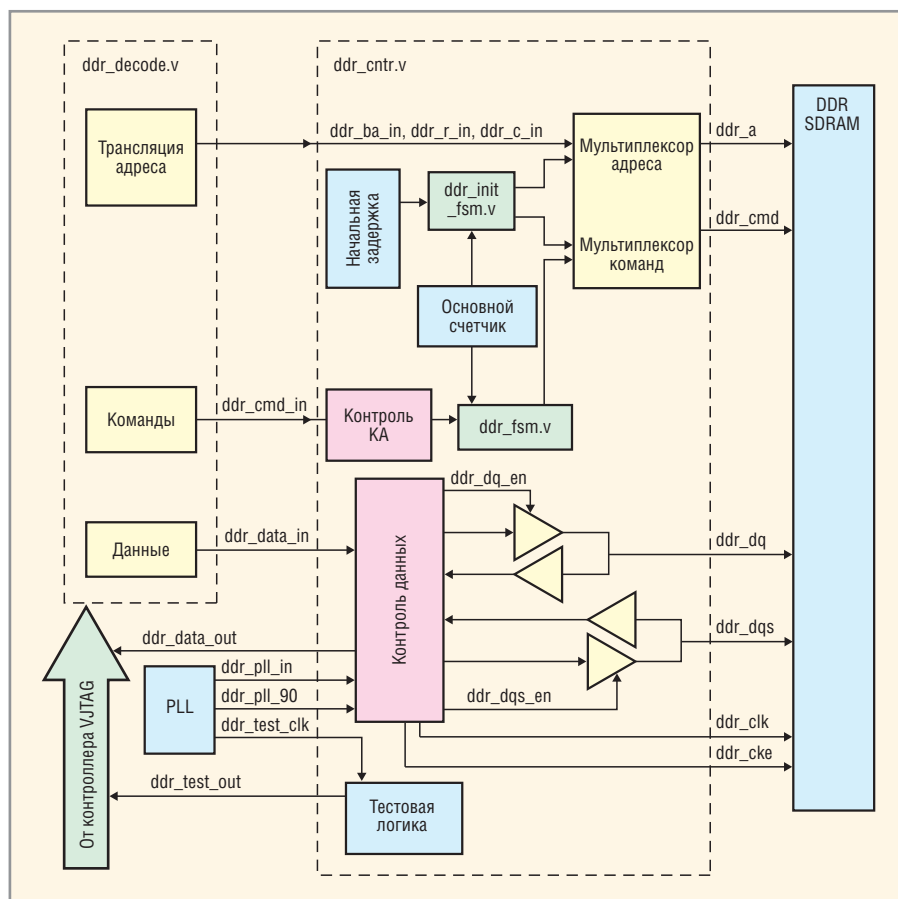 ddr_decode.v
ddr_cntr.v
DDR
SDRAM
Трансляция
адреса
ddr_ba_in, ddr_r_in, ddr_c_in
Мультиплексор
адреса
ddr_a
Начальная
задержка
ddr_init
_fsm.v
Мультиплексор
команд
ddr_cmd
Основной
счетчик
Команды
ddr_cmd_in
Контроль
КА
ddr_fsm.v
Данные
ddr_data_in
Контроль данных
ddr_dq_en
ddr_dq
ddr_dqs
ddr_dqs_en
ddr_data_out
От контроллера VJTAG
PLL
ddr_pll_in
ddr_pll_90
ddr_test_clk
ddr_clk
ddr_cke
ddr_test_out
Тестовая
логика